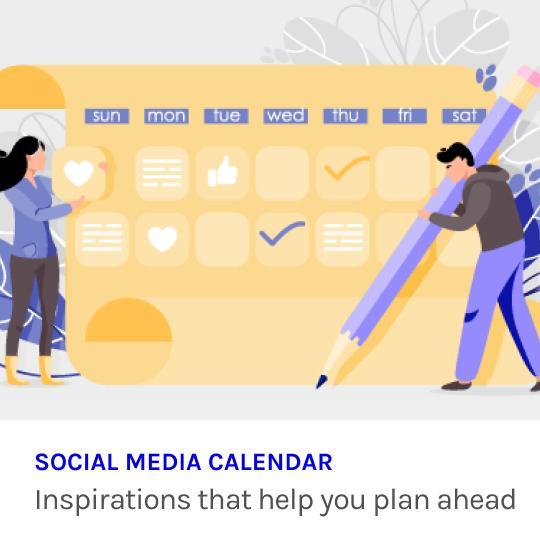 sun mon tue wed thu fri sat
SOCIAL MEDIA CALENDAR
Inspirations that help you plan ahead